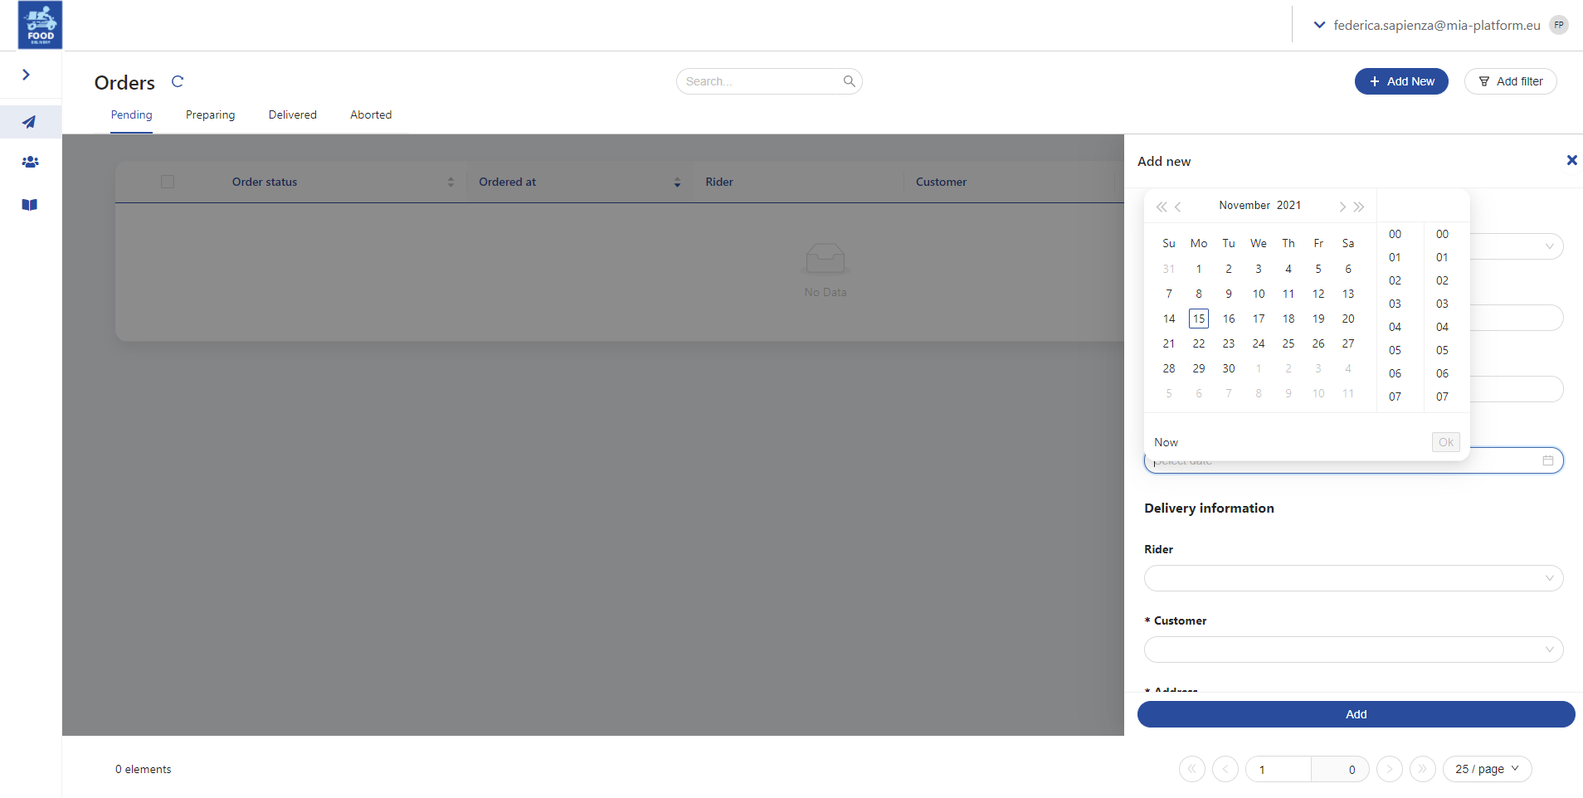 FOOD
DELIVERY
federica.sapienza@mia-platform.eu
FP
Orders
Search...
Add New
Add filter
Pending
Preparing
Delivered
Aborted
Order status
Ordered at
Rider
Customer
No Data
Add new
November 2021
Su Mo Tu We Th Fr Sa
31 1 2 3 4 5 6
7 8 9 10 11 12 13
14 15 16 17 18 19 20
21 22 23 24 25 26 27
28 29 30 1 2 3 4
5 6 7 8 9 10 11
00 00
01 01
02 02
03 03
04 04
05 05
06 06
07 07
Now
Ok
Select date
Delivery information
Rider
* Customer
* Address
Add
0 elements
1
0
25 / page